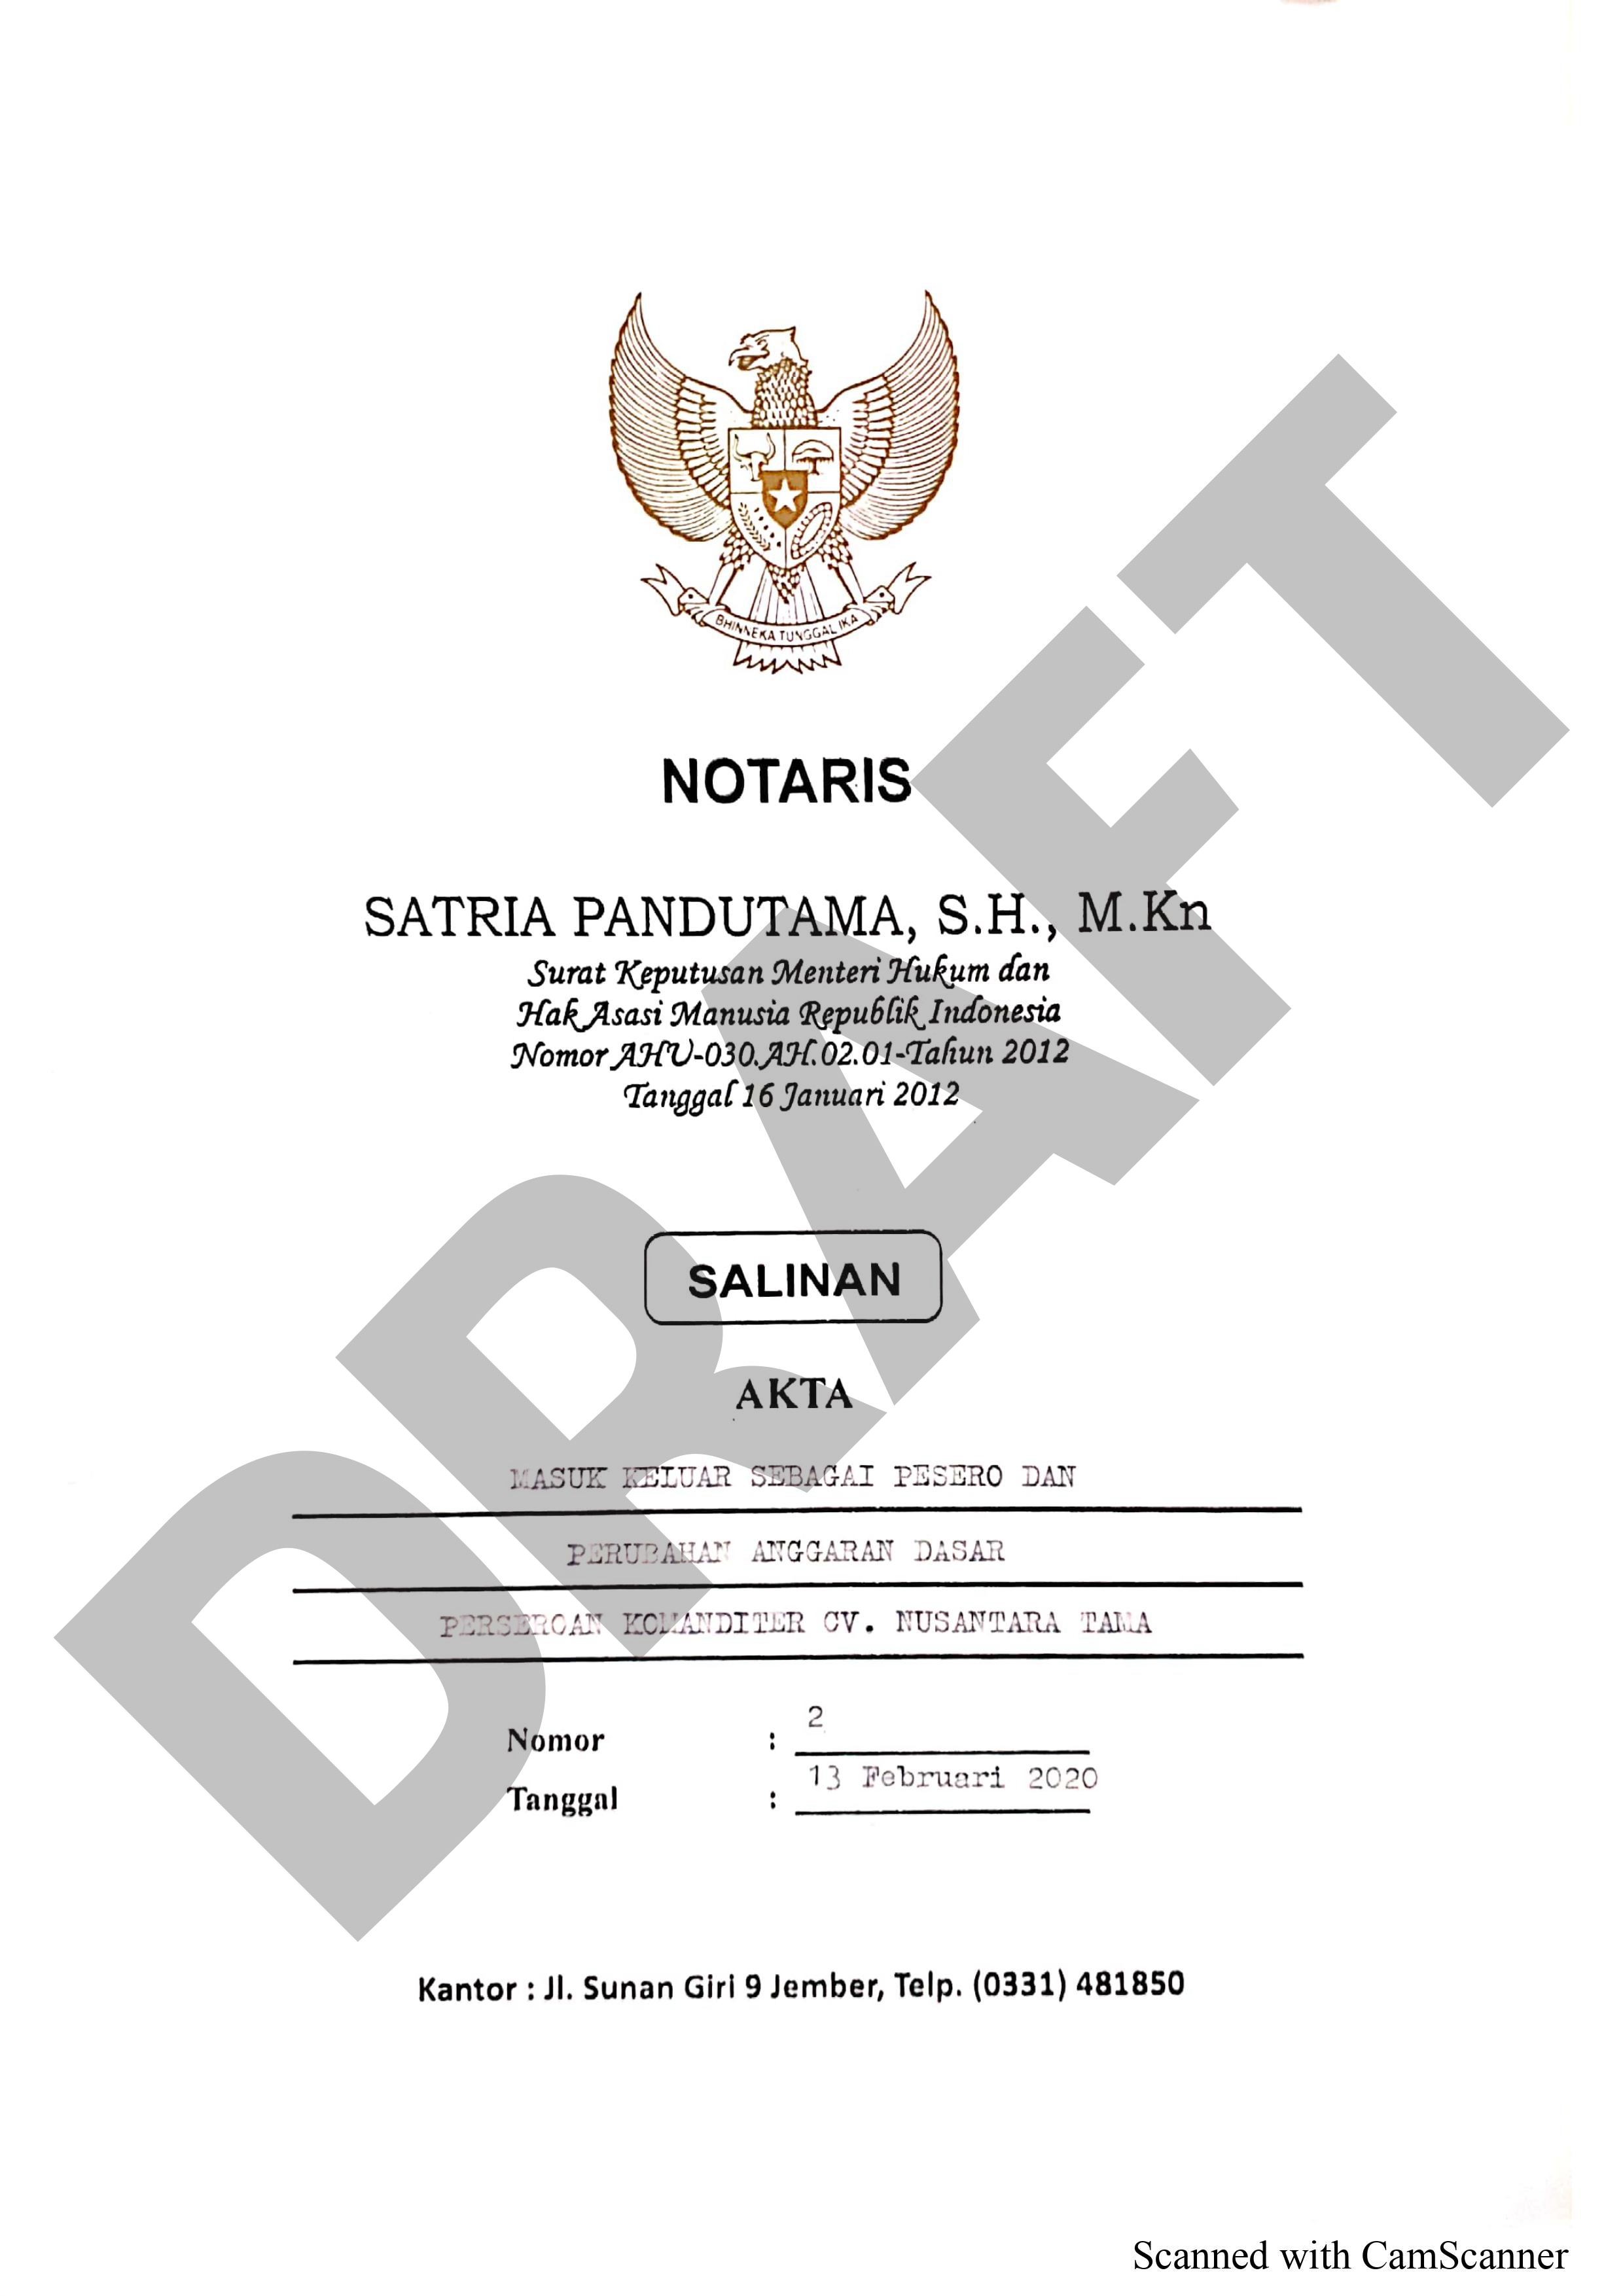 BHINNEKA TUNGGAL IKA
NOTARIS
SATRIA PANDUTAMA, S.H., M.Kn
Surat Keputusan Menteri Hukum dan
Hak Asasi Manusia Republik Indonesia
Nomor AHU-030.AH.02.01-Tahun 2012
Tanggal 16 Januari 2012
SALINAN
AKTA
MASUK KELUAR SEBAGAI PESERO DAN
PERUBAHAN ANGGARAN DASAR
PERSEROAN KOMANDITER CV. NUSANTARA TAMA
Nomor : 2
Tanggal : 13 Februari 2020
Kantor : Jl. Sunan Giri 9 Jember, Telp. (0331) 481850
DRAFT
Scanned with CamScanner